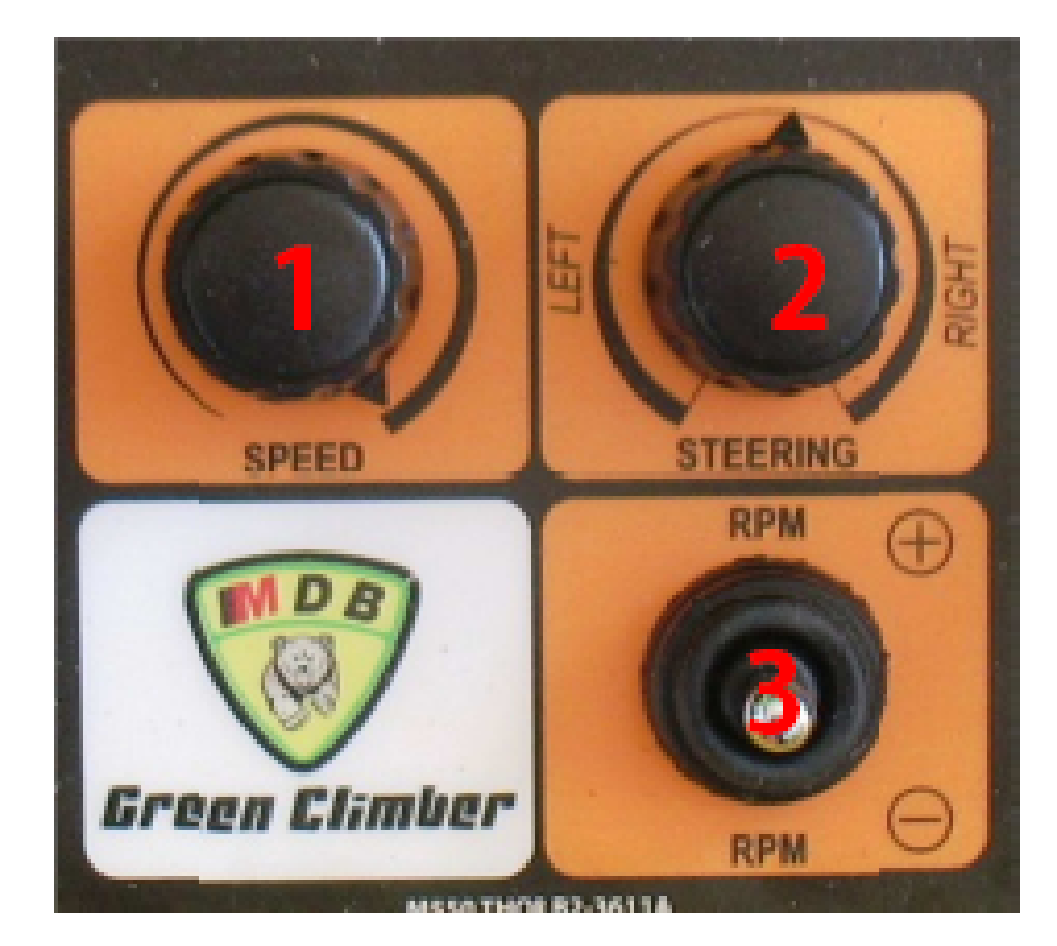 1
SPEED
LEFT
2
RIGHT
STEERING
MDB
Green Climber
RPM
+
3
−
RPM